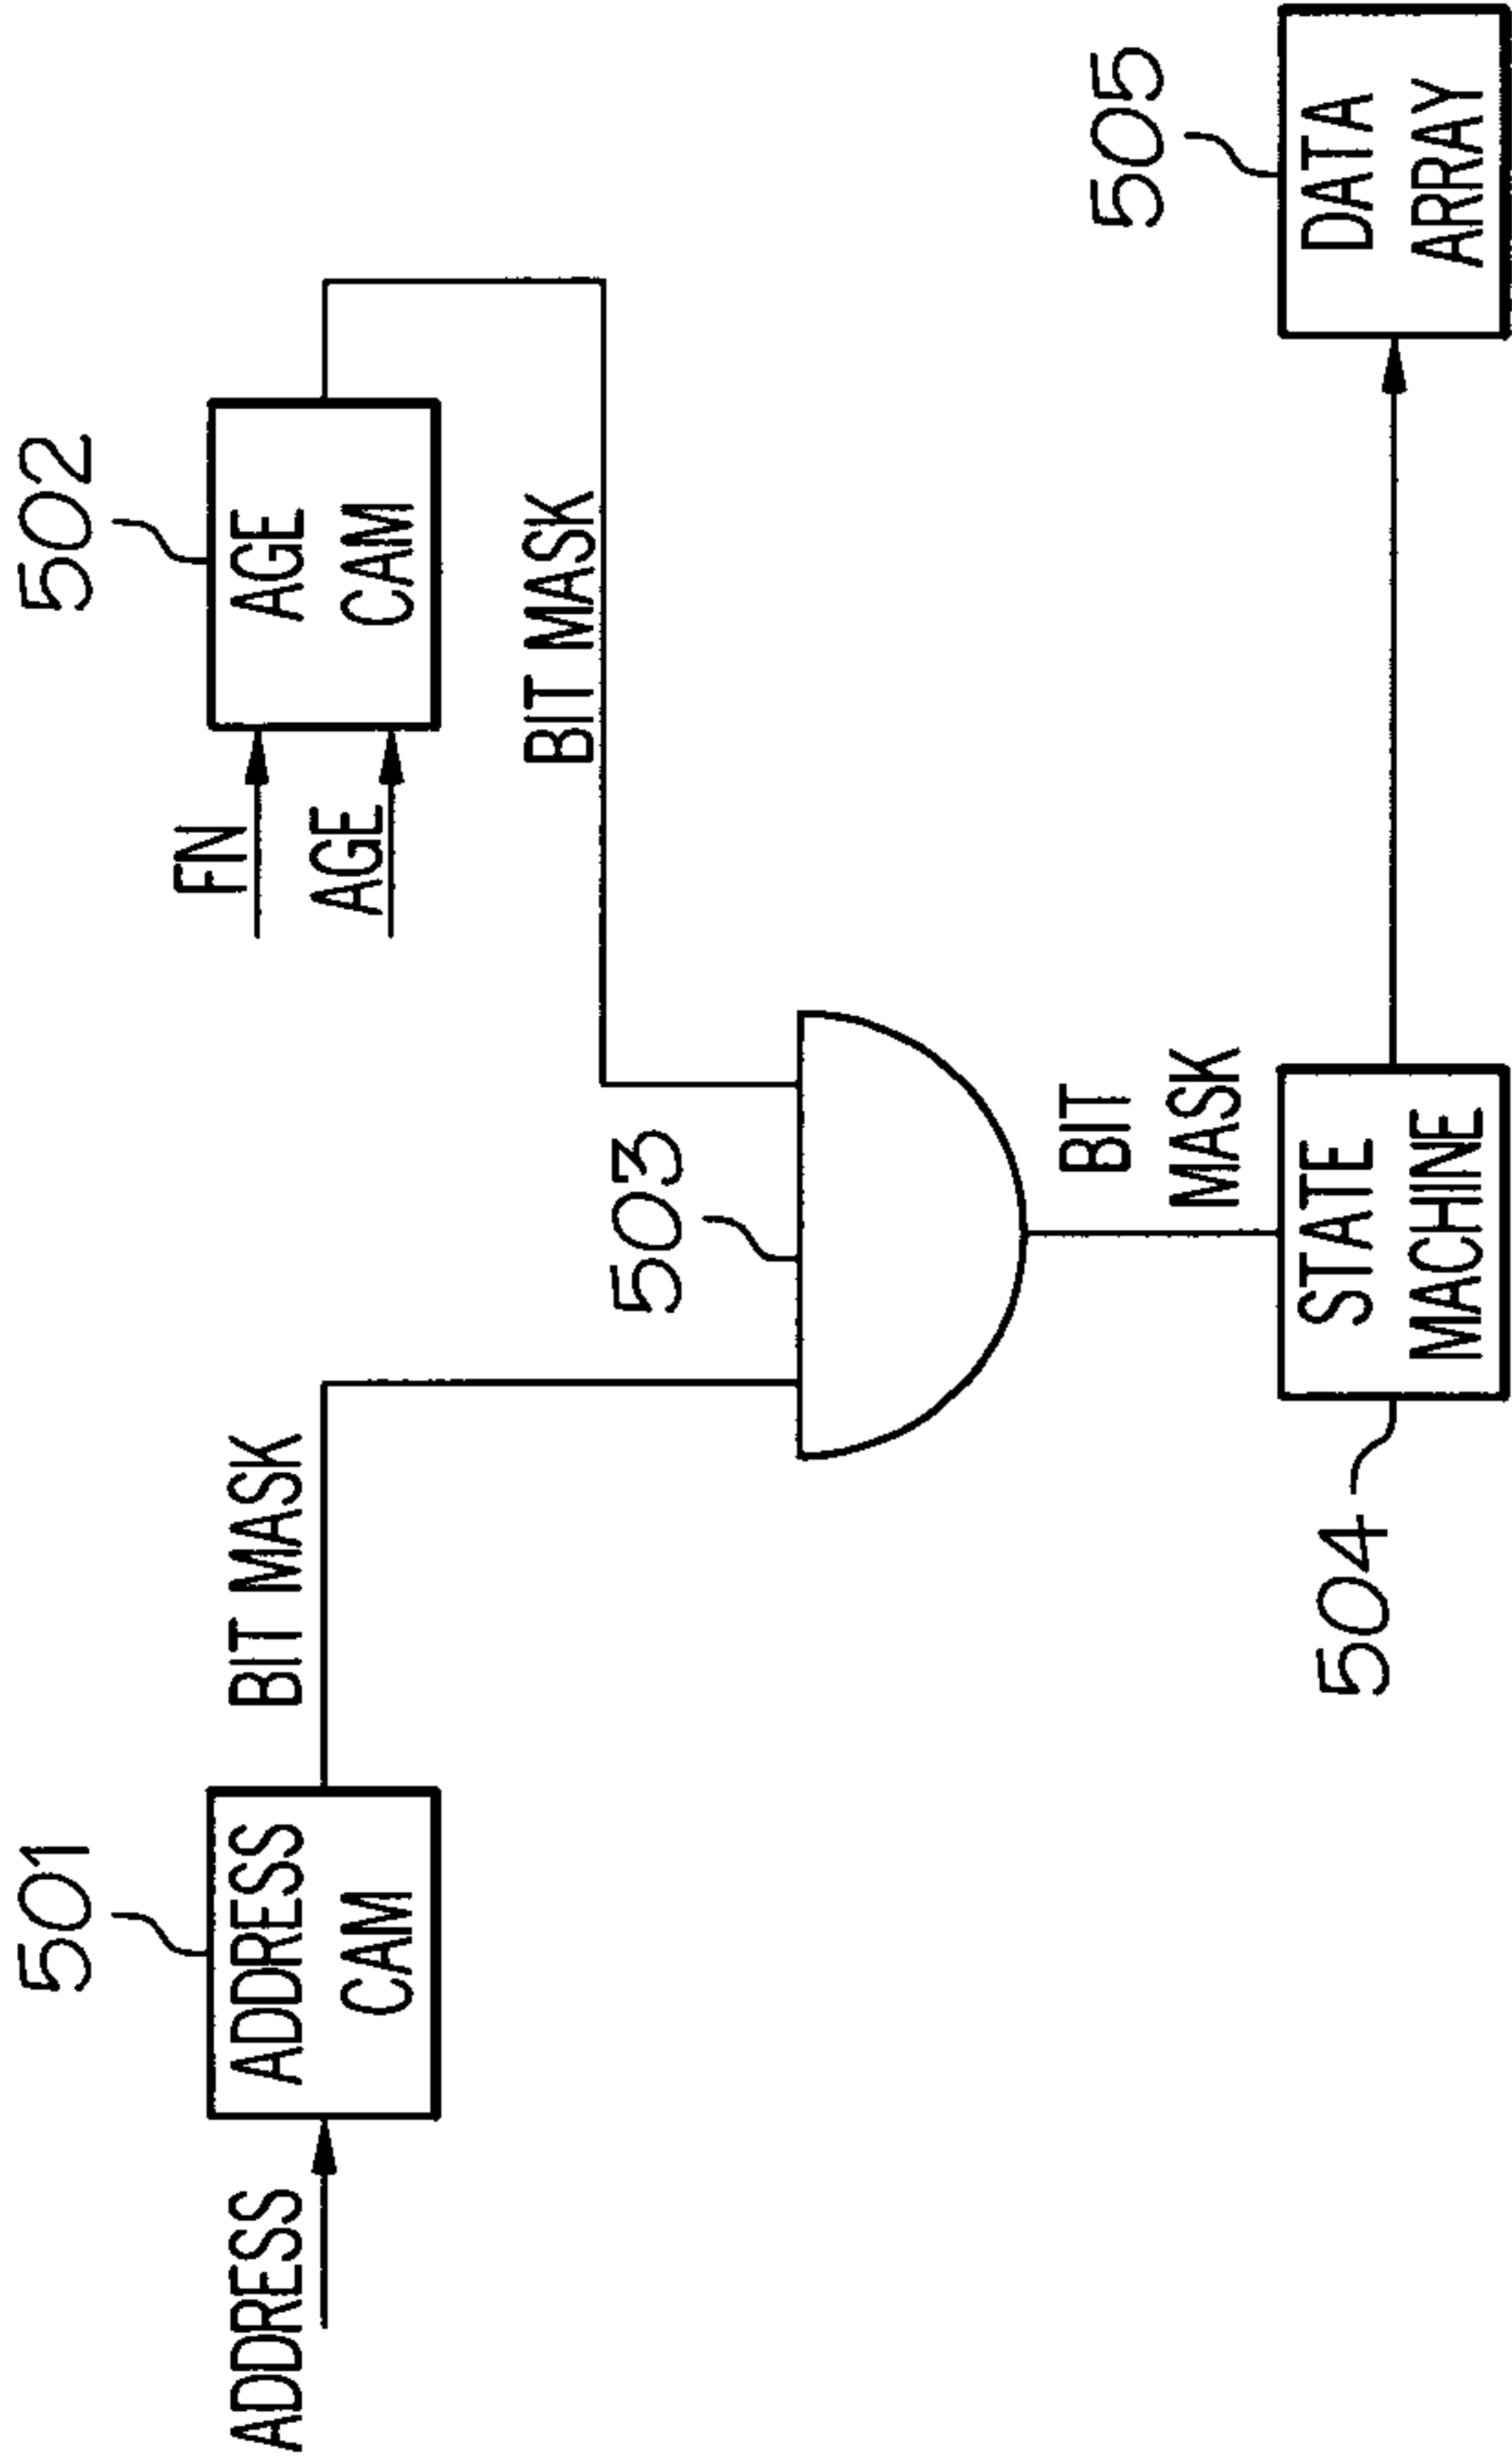 501
502
ADDRESS
ADDRESS
CAM
BIT MASK
FN
AGE
AGE
CAM
BIT MASK
503
BIT
MASK
504
STATE
MACHINE
505
DATA
ARRAY